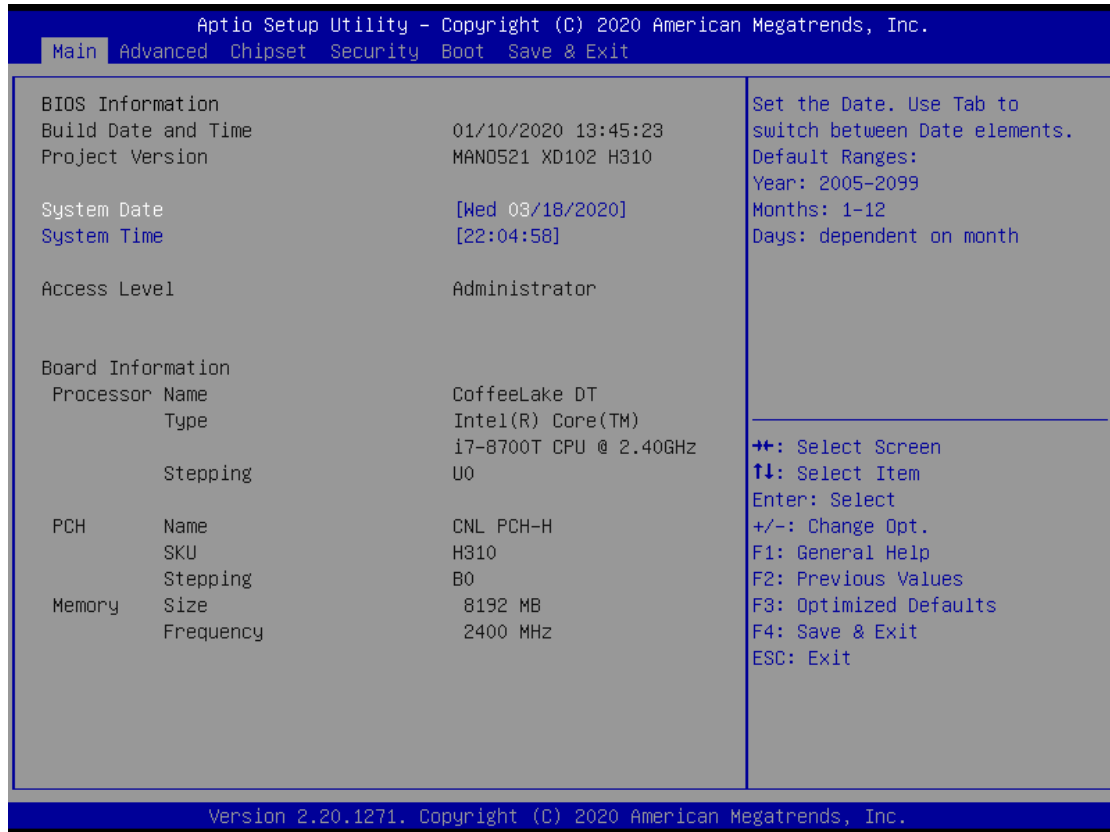 Aptio Setup Utility – Copyright (C) 2020 American Megatrends, Inc.
Main Advanced Chipset Security Boot Save & Exit
BIOS Information
Build Date and Time 01/10/2020 13:45:23
Project Version MANO521 XD102 H310
System Date [Wed 03/18/2020]
System Time [22:04:58]
Access Level Administrator
Board Information
Processor Name CoffeeLake DT
Type Intel(R) Core(TM)
i7-8700T CPU @ 2.40GHz
Stepping U0
PCH Name CNL PCH-H
SKU H310
Stepping B0
Memory Size 8192 MB
Frequency 2400 MHz
Set the Date. Use Tab to
switch between Date elements.
Default Ranges:
Year: 2005-2099
Months: 1-12
Days: dependent on month
→←: Select Screen
↑↓: Select Item
Enter: Select
+/-: Change Opt.
F1: General Help
F2: Previous Values
F3: Optimized Defaults
F4: Save & Exit
ESC: Exit
Version 2.20.1271. Copyright (C) 2020 American Megatrends, Inc.